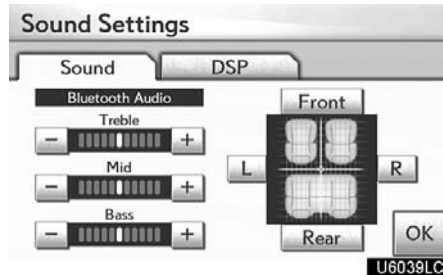 Sound Settings
Sound DSP
Bluetooth Audio
Treble
− +
Mid
− +
Bass
− +
Front
L R
Rear
OK
U6039LC